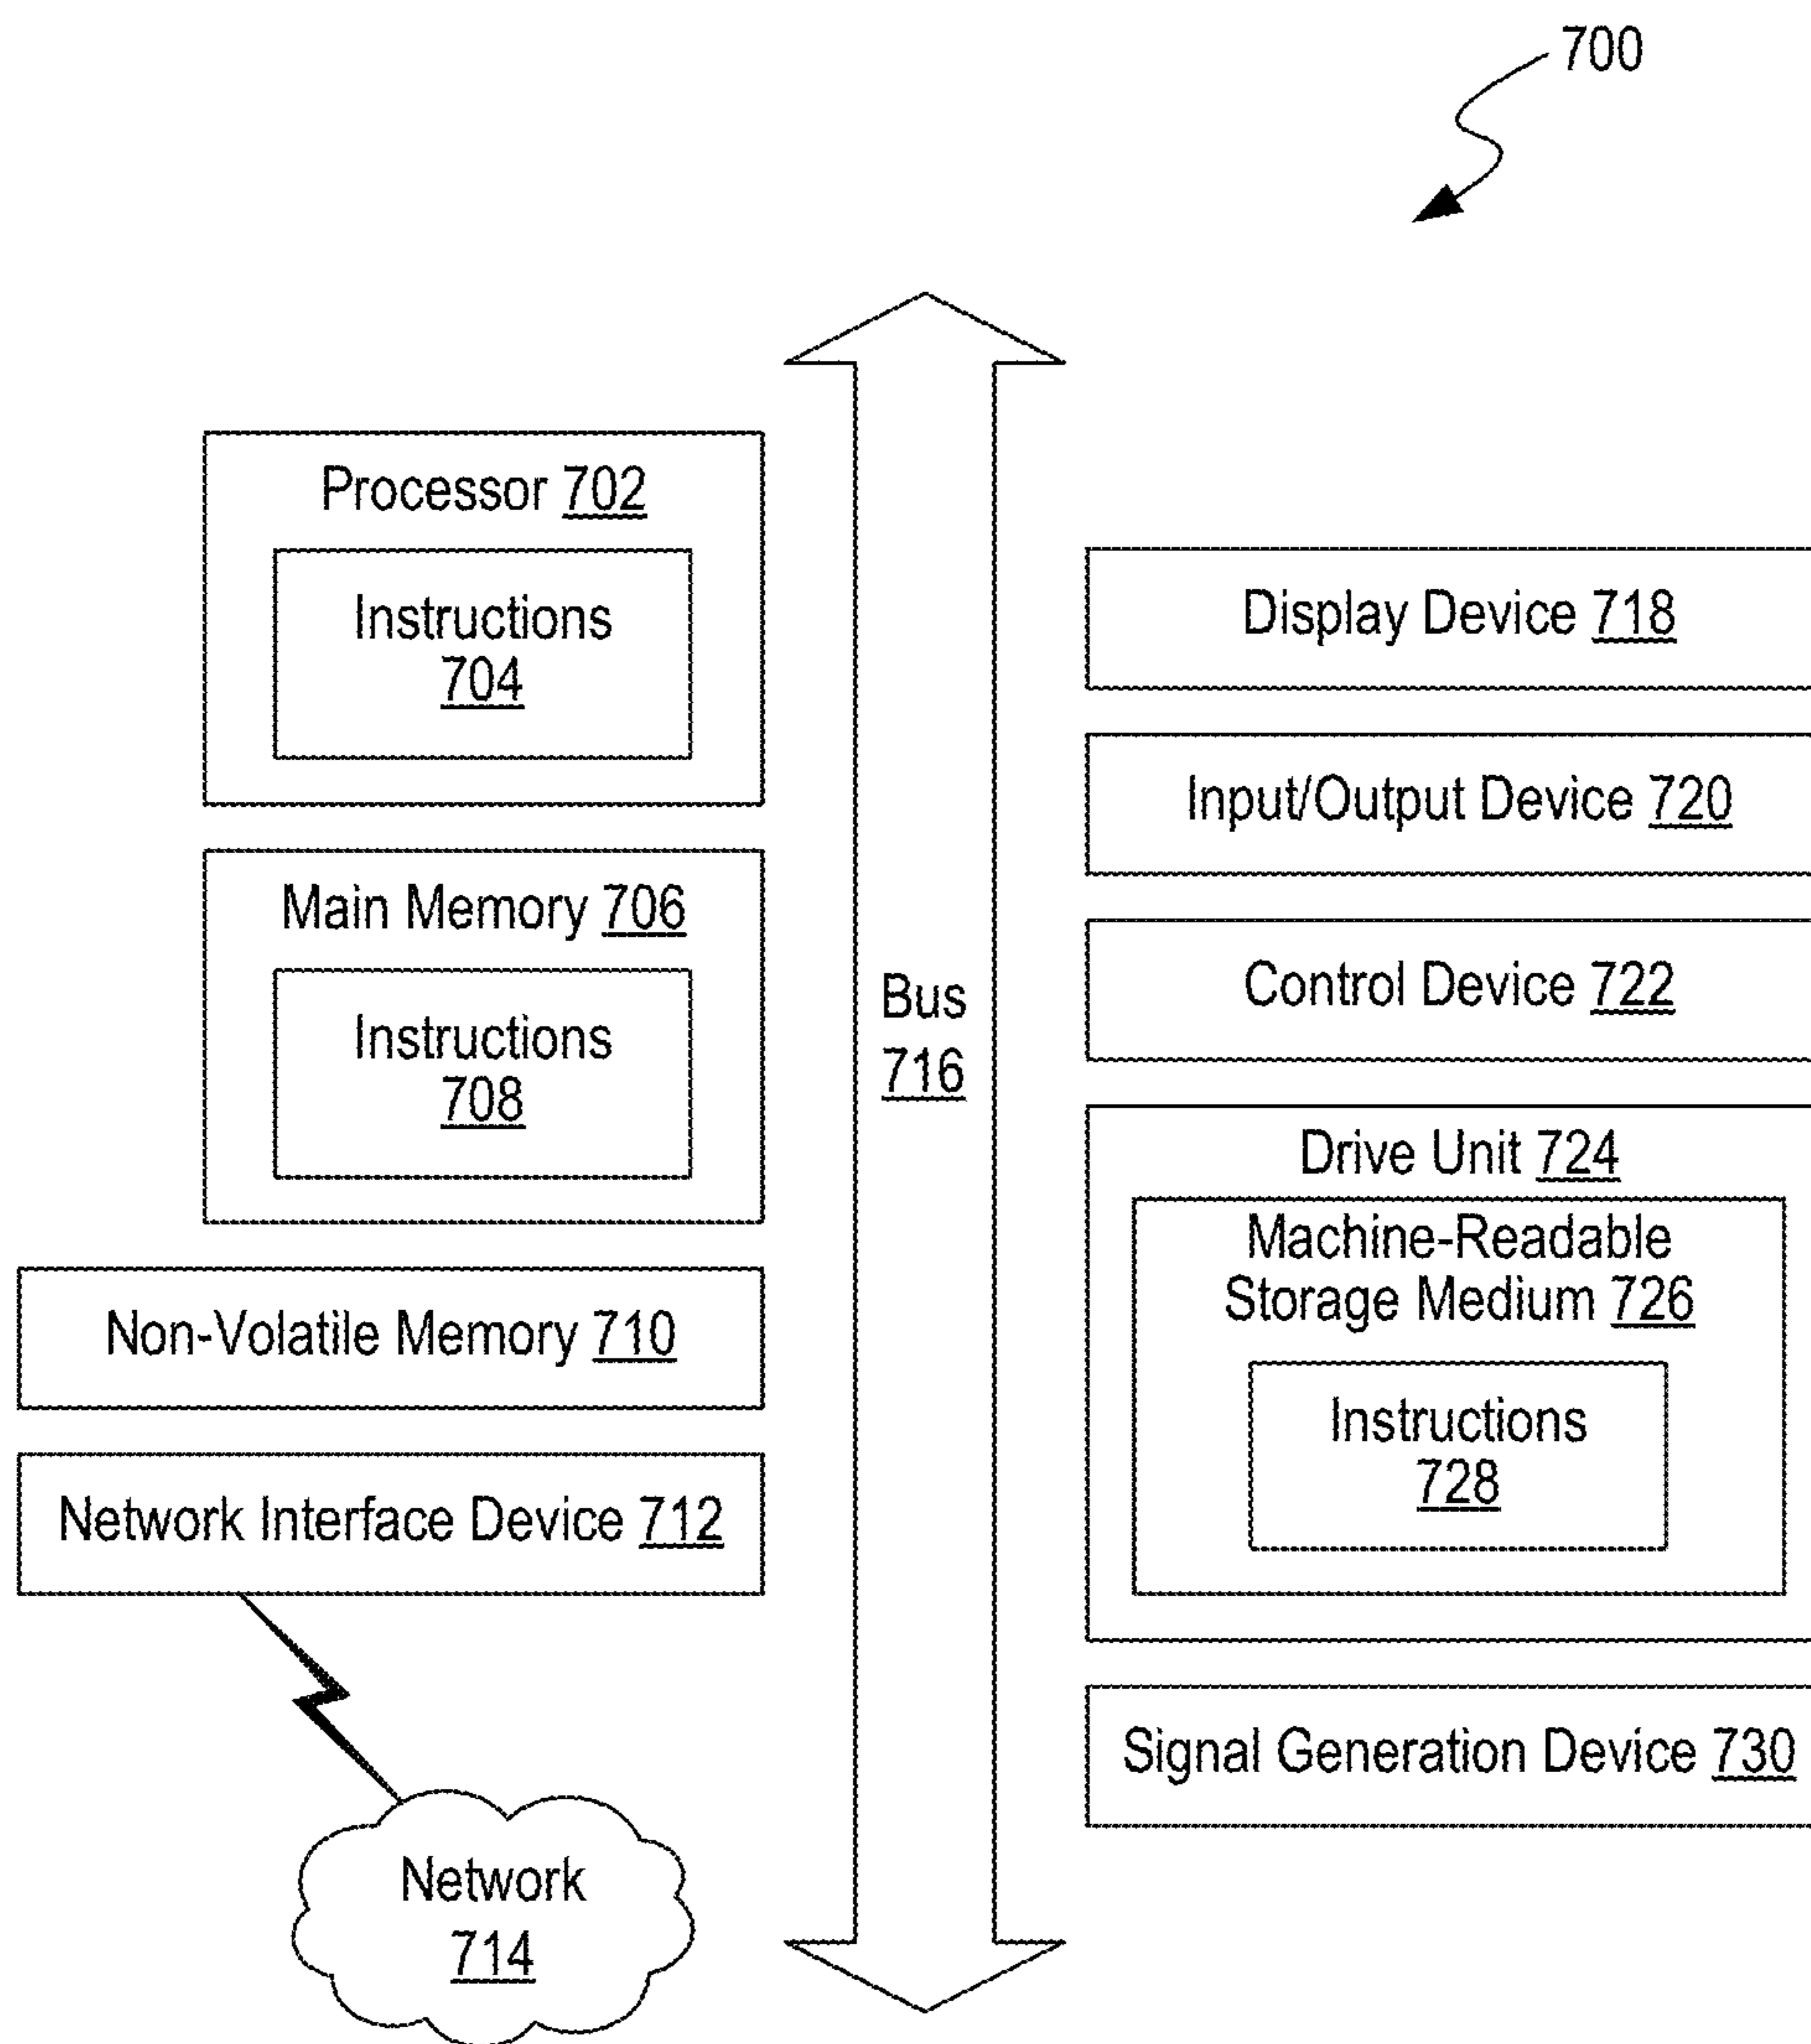 700
Processor 702
Instructions
704
Main Memory 706
Instructions
708
Non-Volatile Memory 710
Network Interface Device 712
Network
714
Bus
716
Display Device 718
Input/Output Device 720
Control Device 722
Drive Unit 724
Machine-Readable
Storage Medium 726
Instructions
728
Signal Generation Device 730